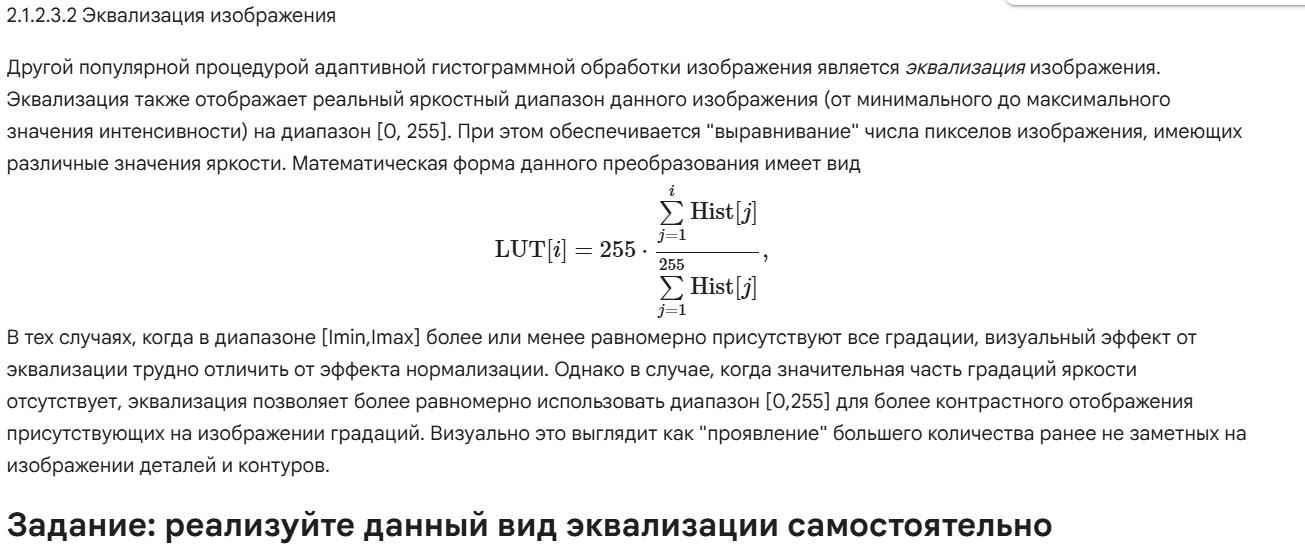 2.1.2.3.2 Эквализация изображения
Другой популярной процедурой адаптивной гистограммной обработки изображения является эквализация изображения.
Эквализация также отображает реальный яркостный диапазон данного изображения (от минимального до максимального
значения интенсивности) на диапазон [0, 255]. При этом обеспечивается "выравнивание" числа пикселов изображения, имеющих
различные значения яркости. Математическая форма данного преобразования имеет вид
LUT[i] = 255 · \frac{\sum_{j=1}^{i} Hist[j]}{\sum_{j=1}^{255} Hist[j]},
В тех случаях, когда в диапазоне [Imin,Imax] более или менее равномерно присутствуют все градации, визуальный эффект от
эквализации трудно отличить от эффекта нормализации. Однако в случае, когда значительная часть градаций яркости
отсутствует, эквализация позволяет более равномерно использовать диапазон [0,255] для более контрастного отображения
присутствующих на изображении градаций. Визуально это выглядит как "проявление" большего количества ранее не заметных на
изображении деталей и контуров.
Задание: реализуйте данный вид эквализации самостоятельно